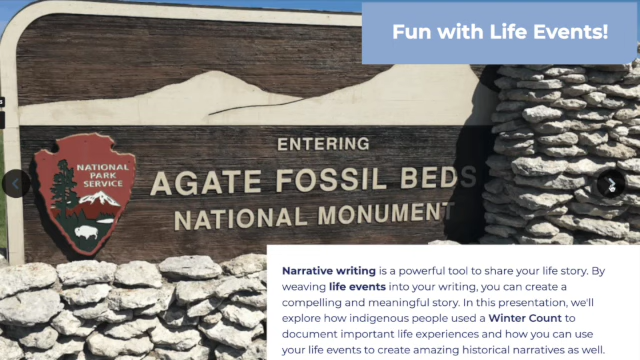 Fun with Life Events!
ENTERING
NATIONAL
PARK
SERVICE
AGATE FOSSIL BEDS
NATIONAL MONUMENT
Narrative writing is a powerful tool to share your life story. By
weaving life events into your writing, you can create a
compelling and meaningful story. In this presentation, we'll
explore how indigenous people used a Winter Count to
document important life experiences and how you can use
your life events to create amazing historical narratives as well.